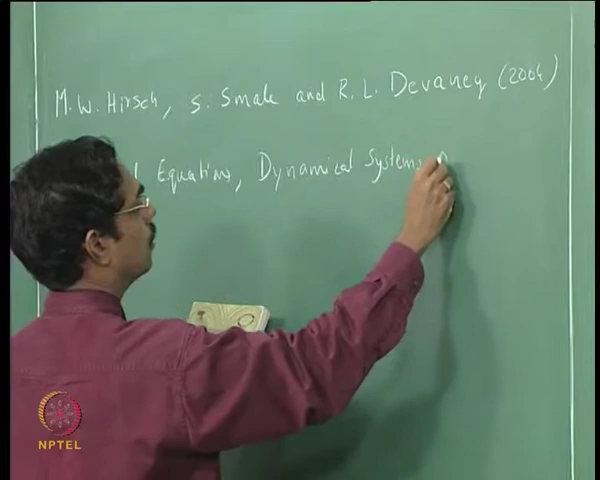 M.W. Hirsch, S. Smale and R. L. Devaney (2004)
Equations, Dynamical Systems
NPTEL